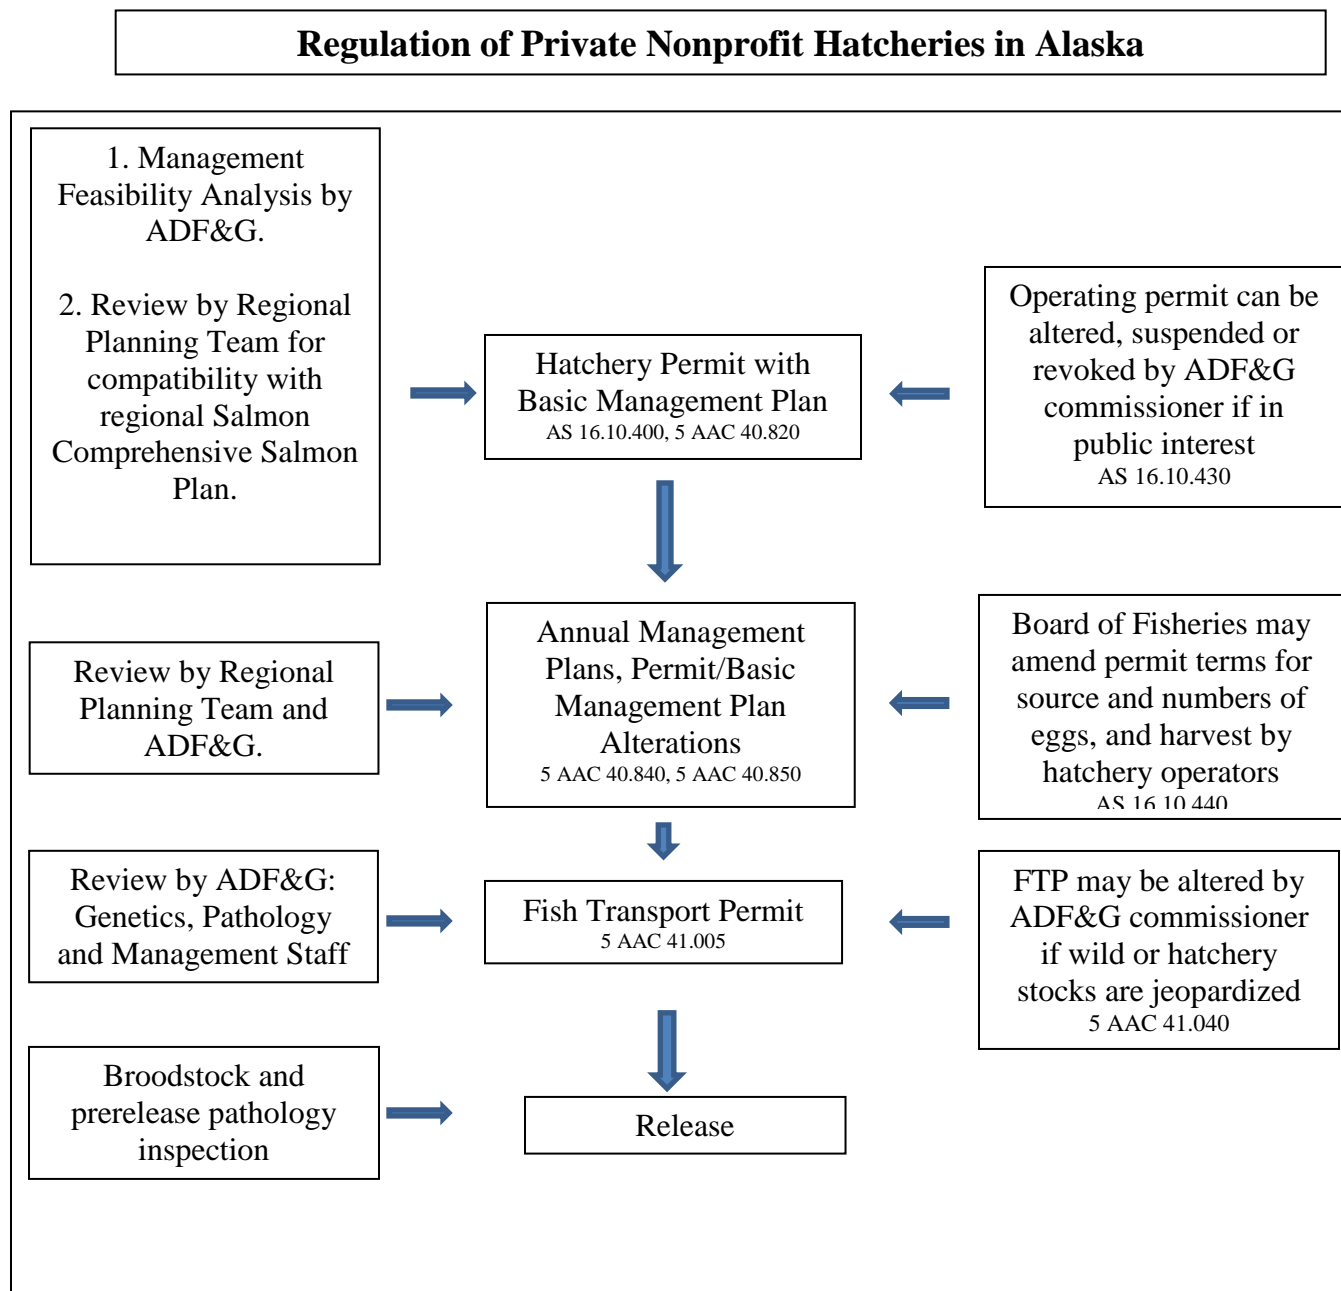 Regulation of Private Nonprofit Hatcheries in Alaska
1. Management
Feasibility Analysis by
ADF&G.
2. Review by Regional
Planning Team for
compatibility with
regional Salmon
Comprehensive Salmon
Plan.
Hatchery Permit with
Basic Management Plan
AS 16.10.400, 5 AAC 40.820
Operating permit can be
altered, suspended or
revoked by ADF&G
commissioner if in
public interest
AS 16.10.430
Review by Regional
Planning Team and
ADF&G.
Annual Management
Plans, Permit/Basic
Management Plan
Alterations
5 AAC 40.840, 5 AAC 40.850
Board of Fisheries may
amend permit terms for
source and numbers of
eggs, and harvest by
hatchery operators
AS 16.10.440
Review by ADF&G:
Genetics, Pathology
and Management Staff
Fish Transport Permit
5 AAC 41.005
FTP may be altered by
ADF&G commissioner
if wild or hatchery
stocks are jeopardized
5 AAC 41.040
Broodstock and
prerelease pathology
inspection
Release